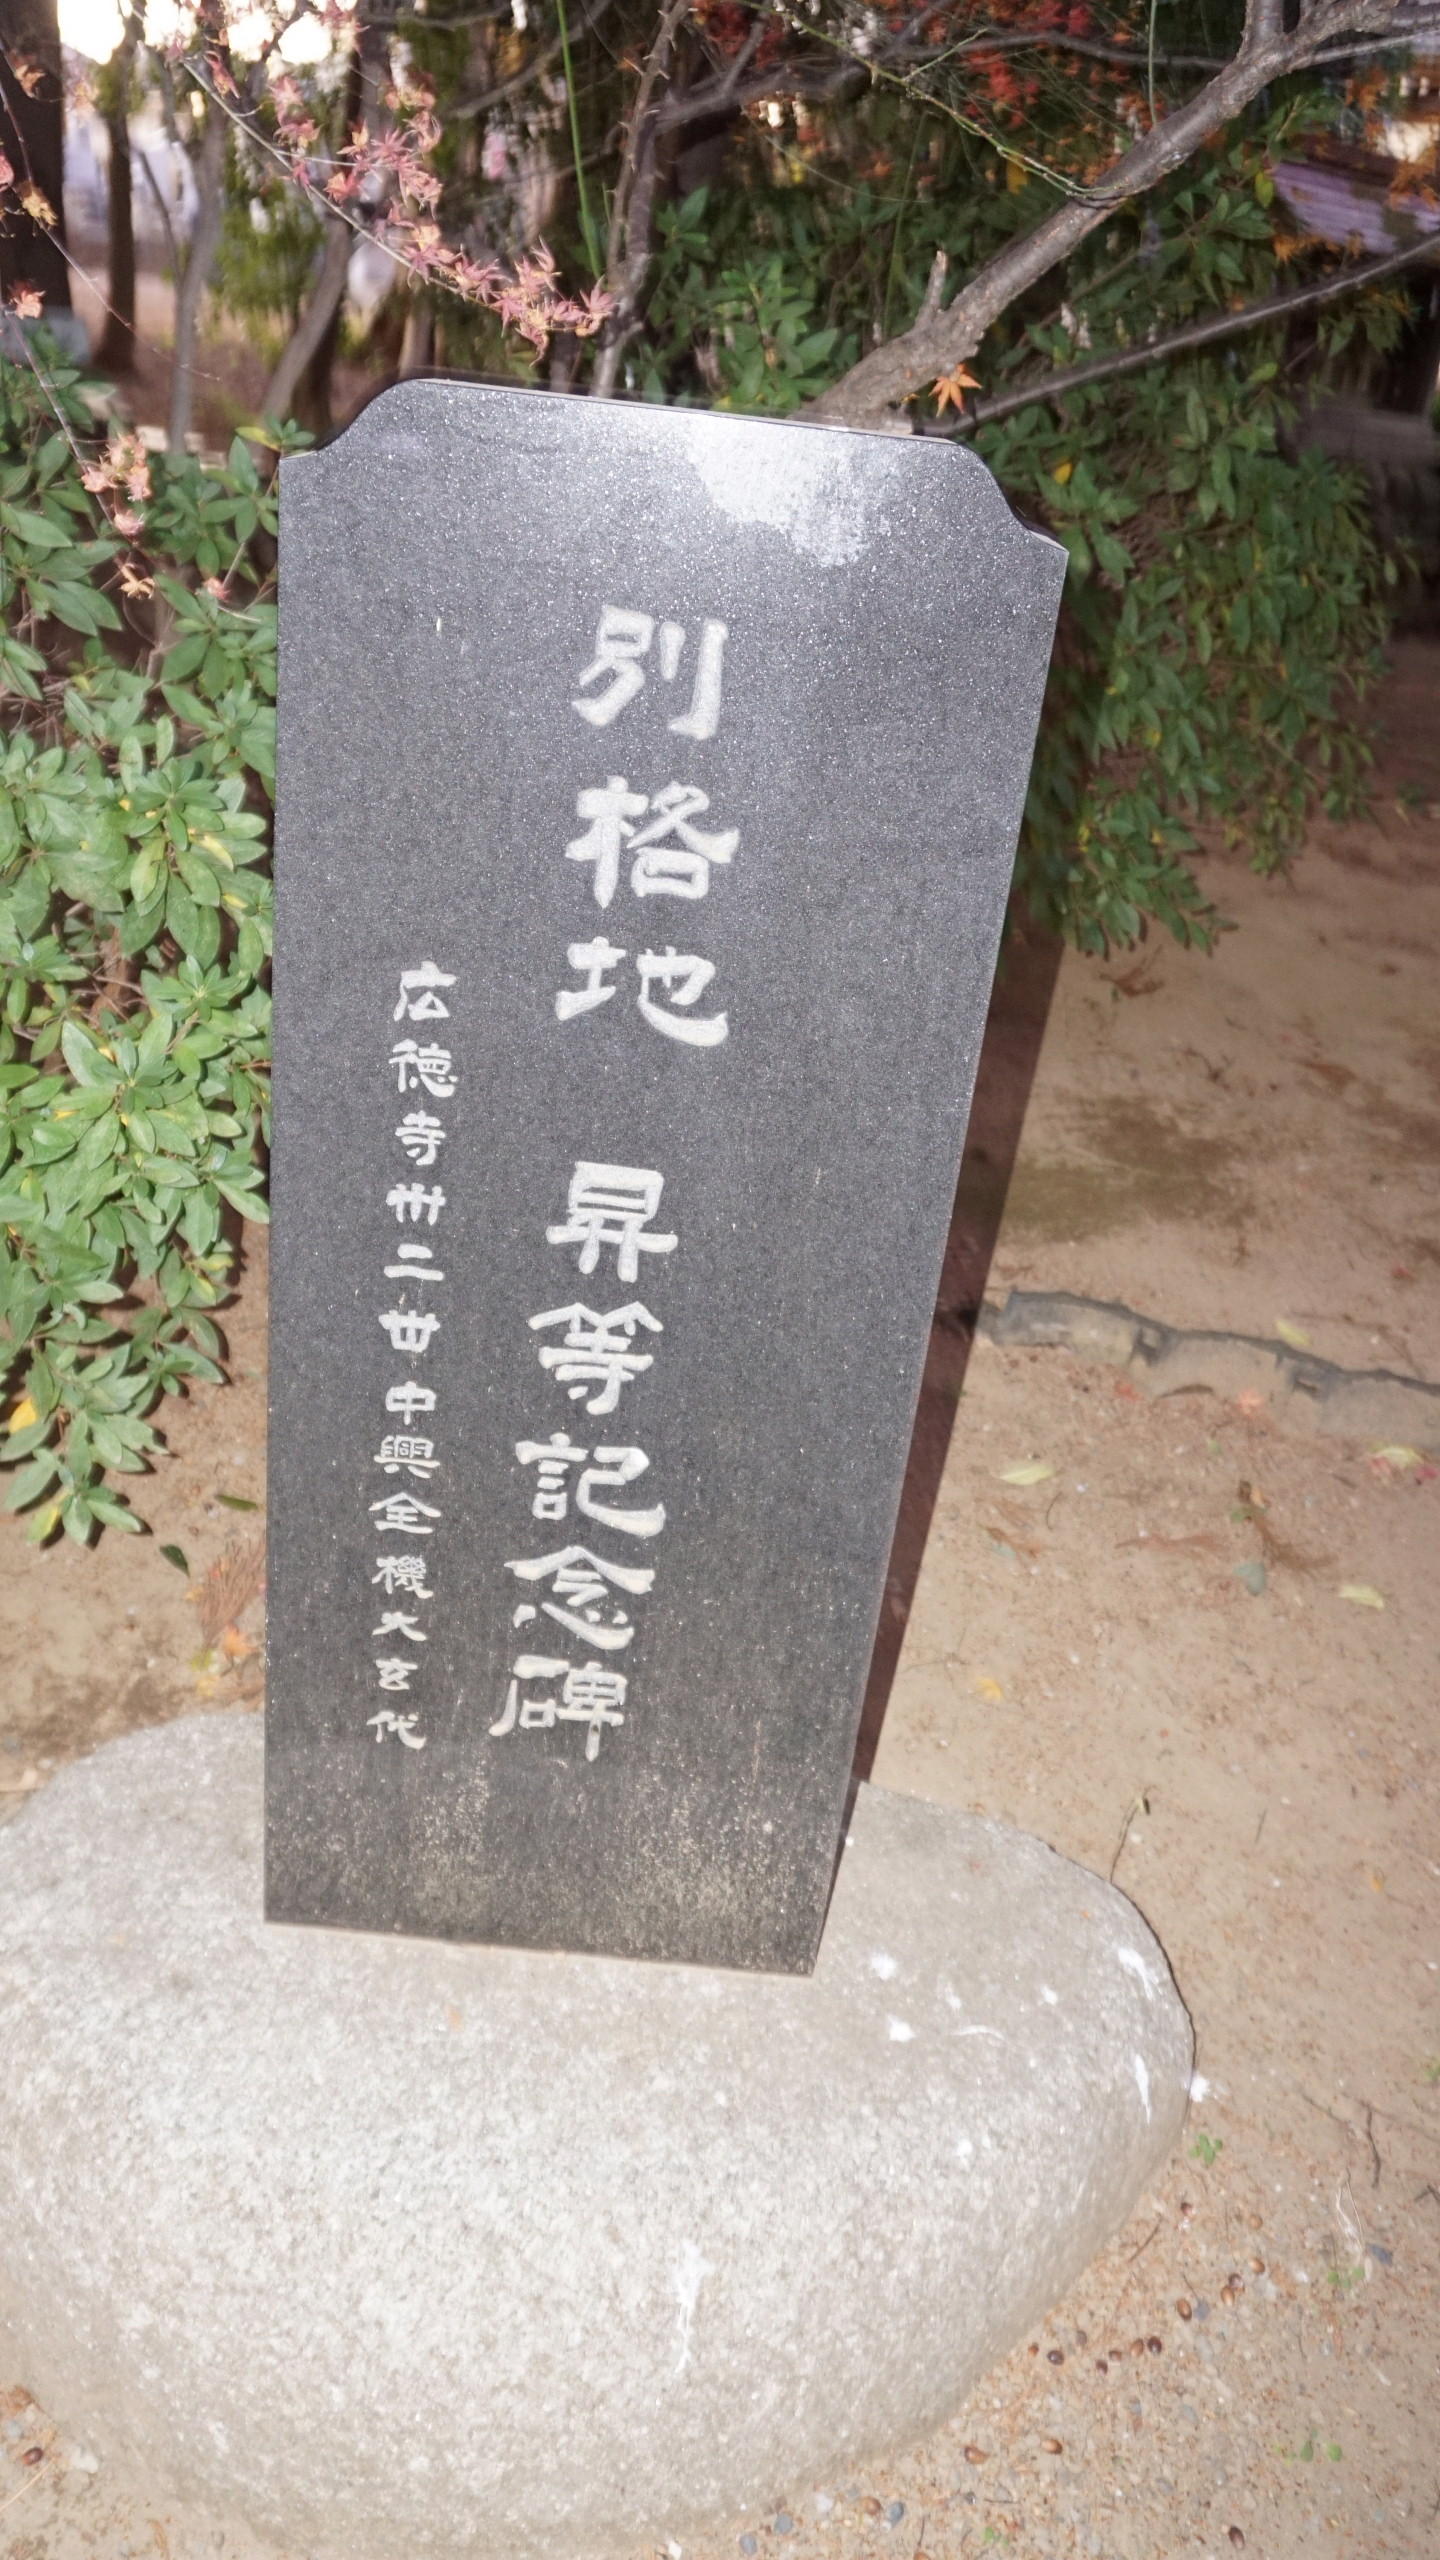 別格地 昇等記念碑
広徳寺卅二世中興全機大玄代